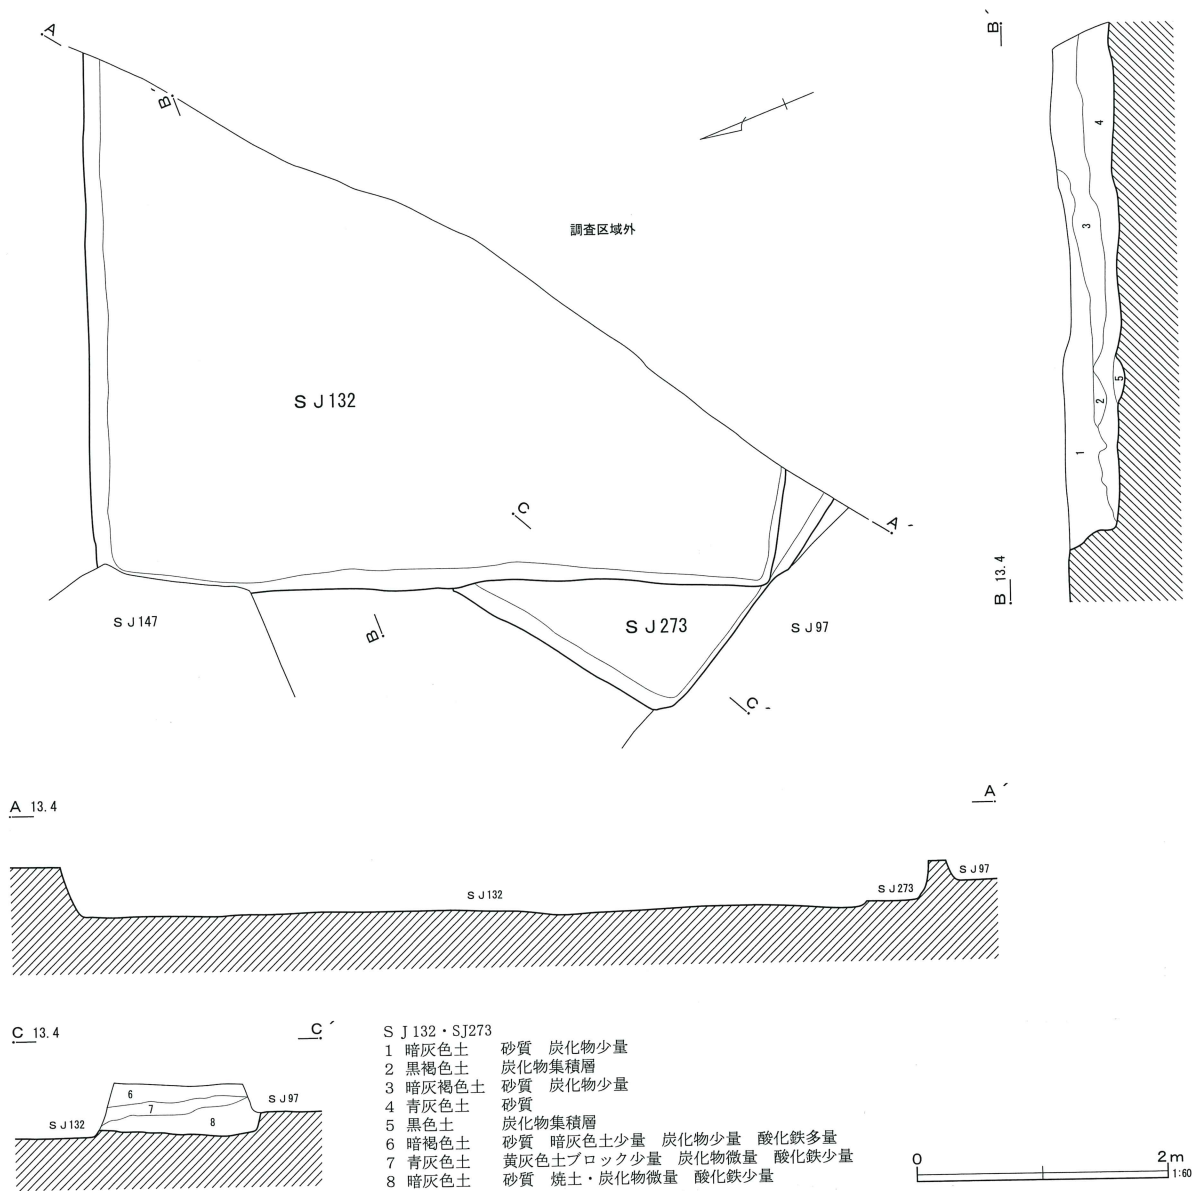 A
B´
B´
調査区域外
4
3
5
2
1
ＳＪ132
C
A´
B 13.4
ＳＪ147
B
ＳＪ273
ＳＪ97
C´
A 13.4
A´
ＳＪ132
ＳＪ273
ＳＪ97
C 13.4
C´
6
7
8
ＳＪ132
ＳＪ97
ＳＪ132・SJ273
1 暗灰色土 砂質 炭化物少量
2 黒褐色土 炭化物集積層
3 暗灰褐色土 砂質 炭化物少量
4 青灰色土 砂質
5 黒色土 炭化物集積層
6 暗褐色土 砂質 暗灰色土少量 炭化物少量 酸化鉄多量
7 青灰色土 黄灰色土ブロック少量 炭化物微量 酸化鉄少量
8 暗灰色土 砂質 焼土・炭化物微量 酸化鉄少量
0 2m
1:60